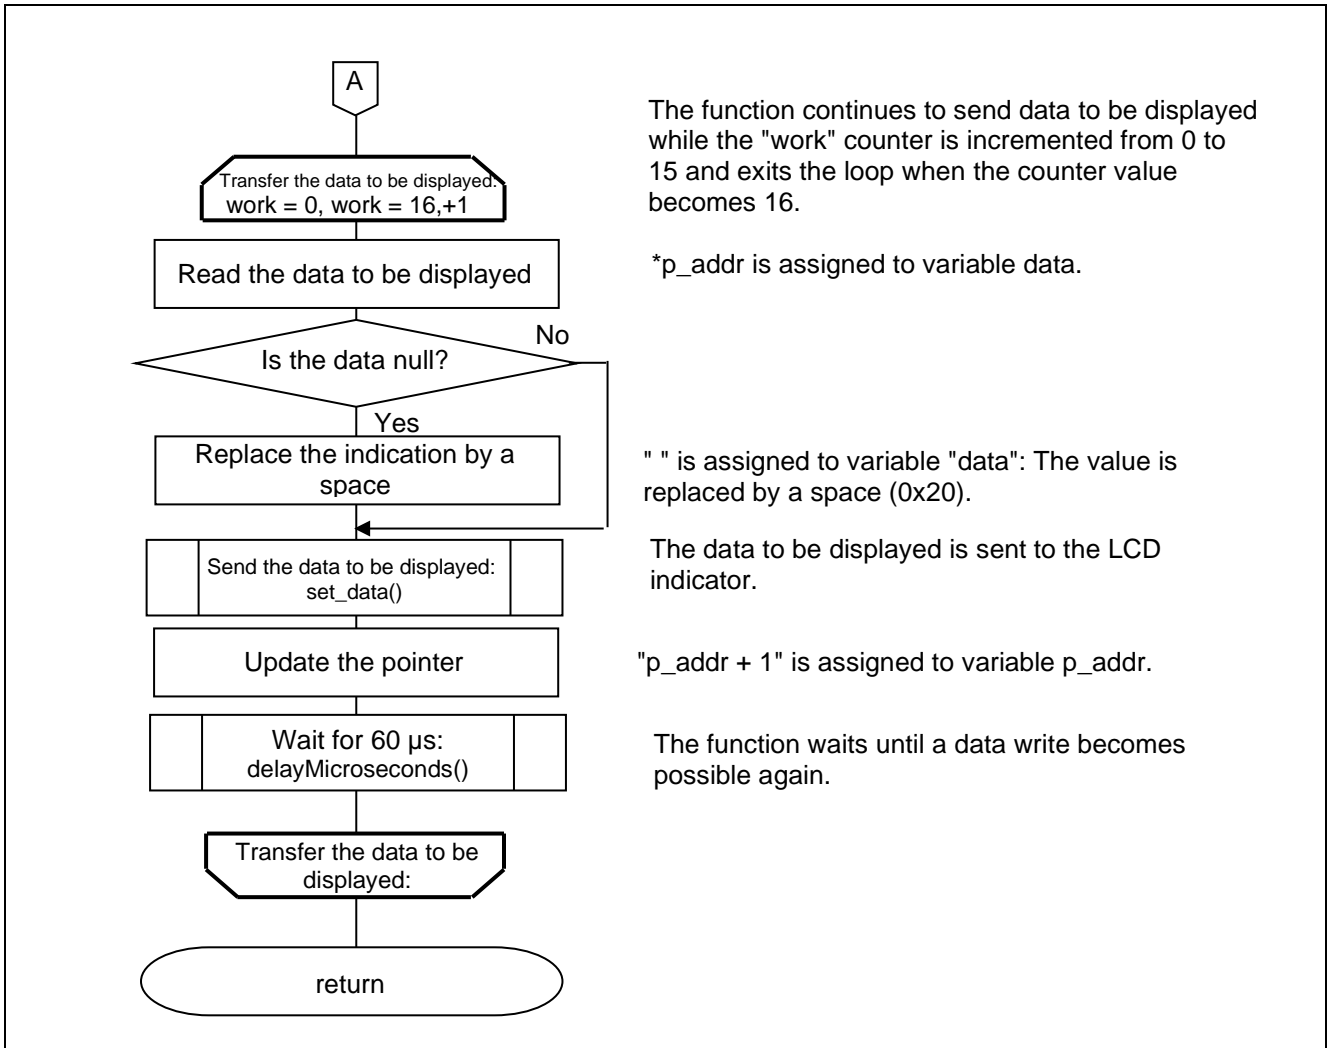 A
The function continues to send data to be displayed
while the "work" counter is incremented from 0 to
15 and exits the loop when the counter value
becomes 16.
Transfer the data to be displayed:
work = 0, work = 16,+1
Read the data to be displayed
*p_addr is assigned to variable data.
No
Is the data null?
Yes
Replace the indication by a
space
" " is assigned to variable "data": The value is
replaced by a space (0x20).
Send the data to be displayed:
set_data()
The data to be displayed is sent to the LCD
indicator.
Update the pointer
"p_addr + 1" is assigned to variable p_addr.
Wait for 60 µs:
delayMicroseconds()
The function waits until a data write becomes
possible again.
Transfer the data to be
displayed:
return